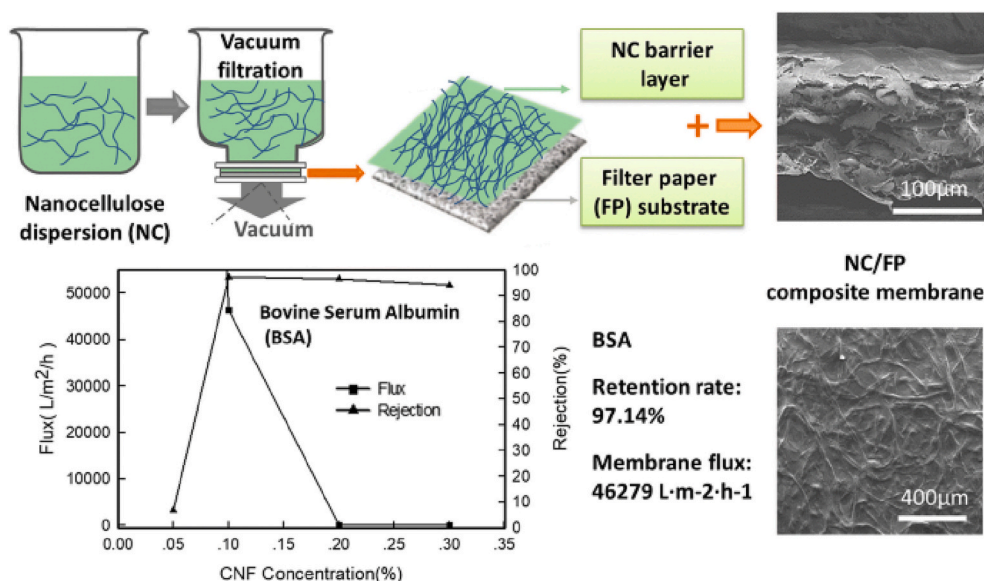 Vacuum
filtration
Nanocellulose
dispersion (NC)
Vacuum
NC barrier
layer
Filter paper
(FP) substrate
100μm
NC/FP
composite membrane
400μm
Bovine Serum Albumin
(BSA)
Flux
Rejection
Flux( L/m²/h)
50000
40000
30000
20000
10000
0
0.00
.05
.10
.15
.20
.25
.30
.35
CNF Concentration(%)
100
90
80
70
60
50
40
30
20
10
0
Rejection(%)
BSA
Retention rate:
97.14%
Membrane flux:
46279 L·m-2·h-1